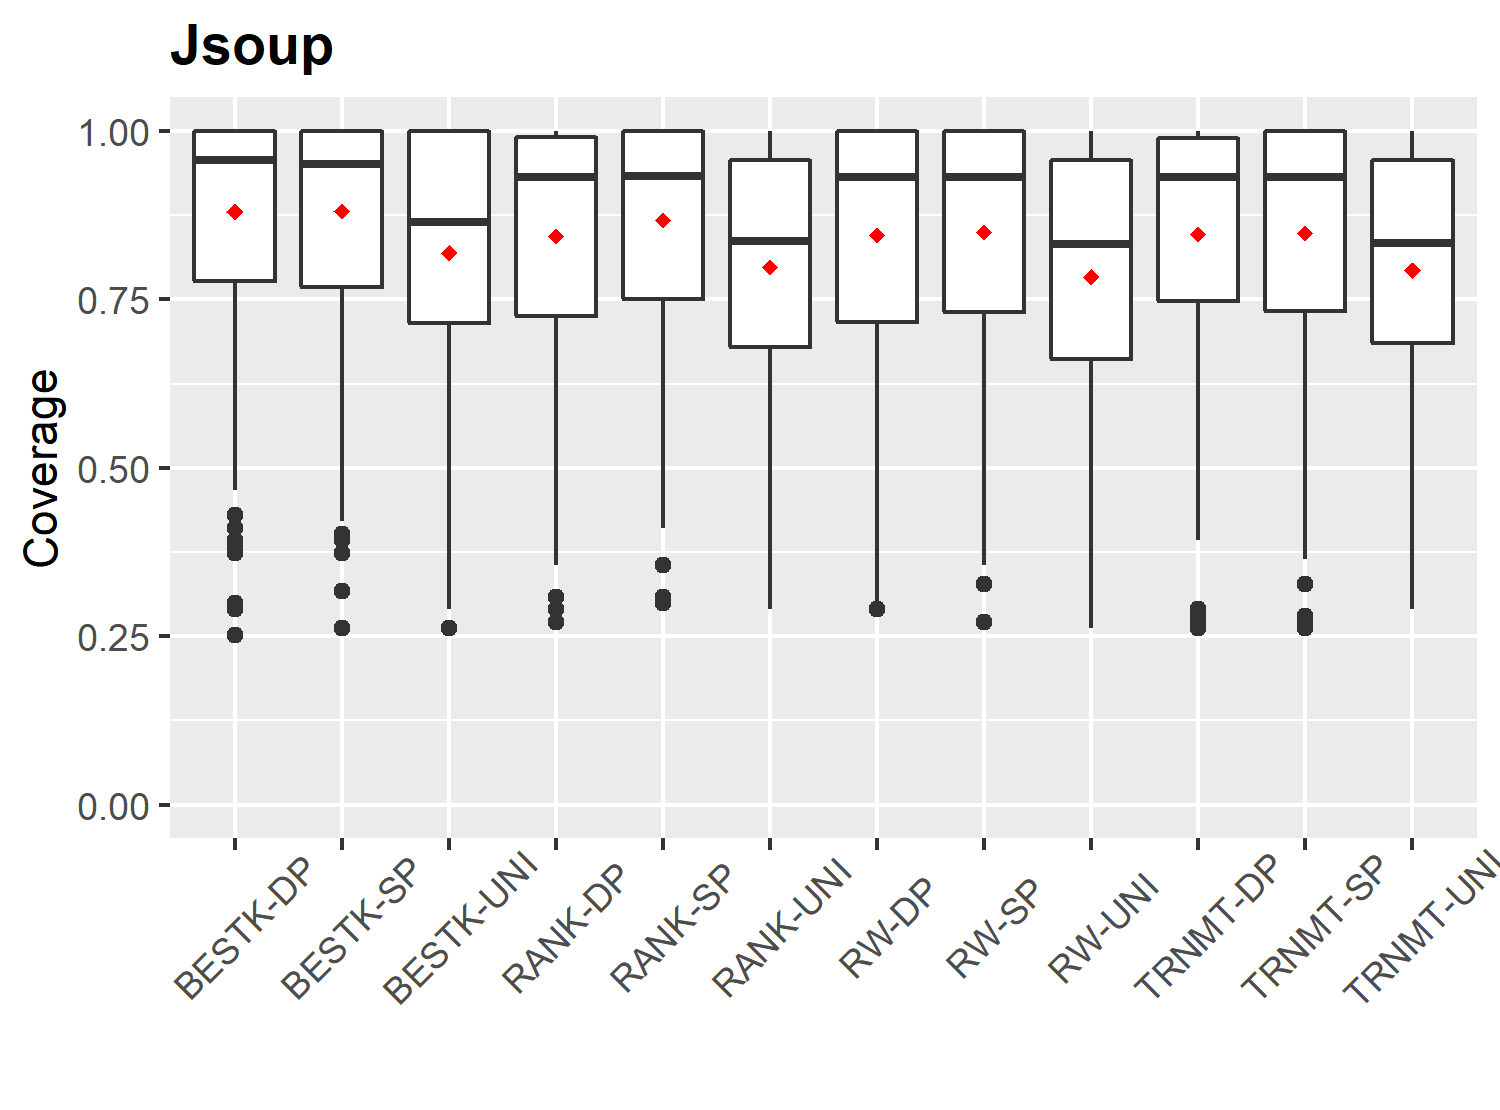 Jsoup
Coverage
1.00
0.75
0.50
0.25
0.00
BESTK-DP
BESTK-SP
BESTK-UNI
RANK-DP
RANK-SP
RANK-UNI
RW-DP
RW-SP
RW-UNI
TRNMT-DP
TRNMT-SP
TRNMT-UNI